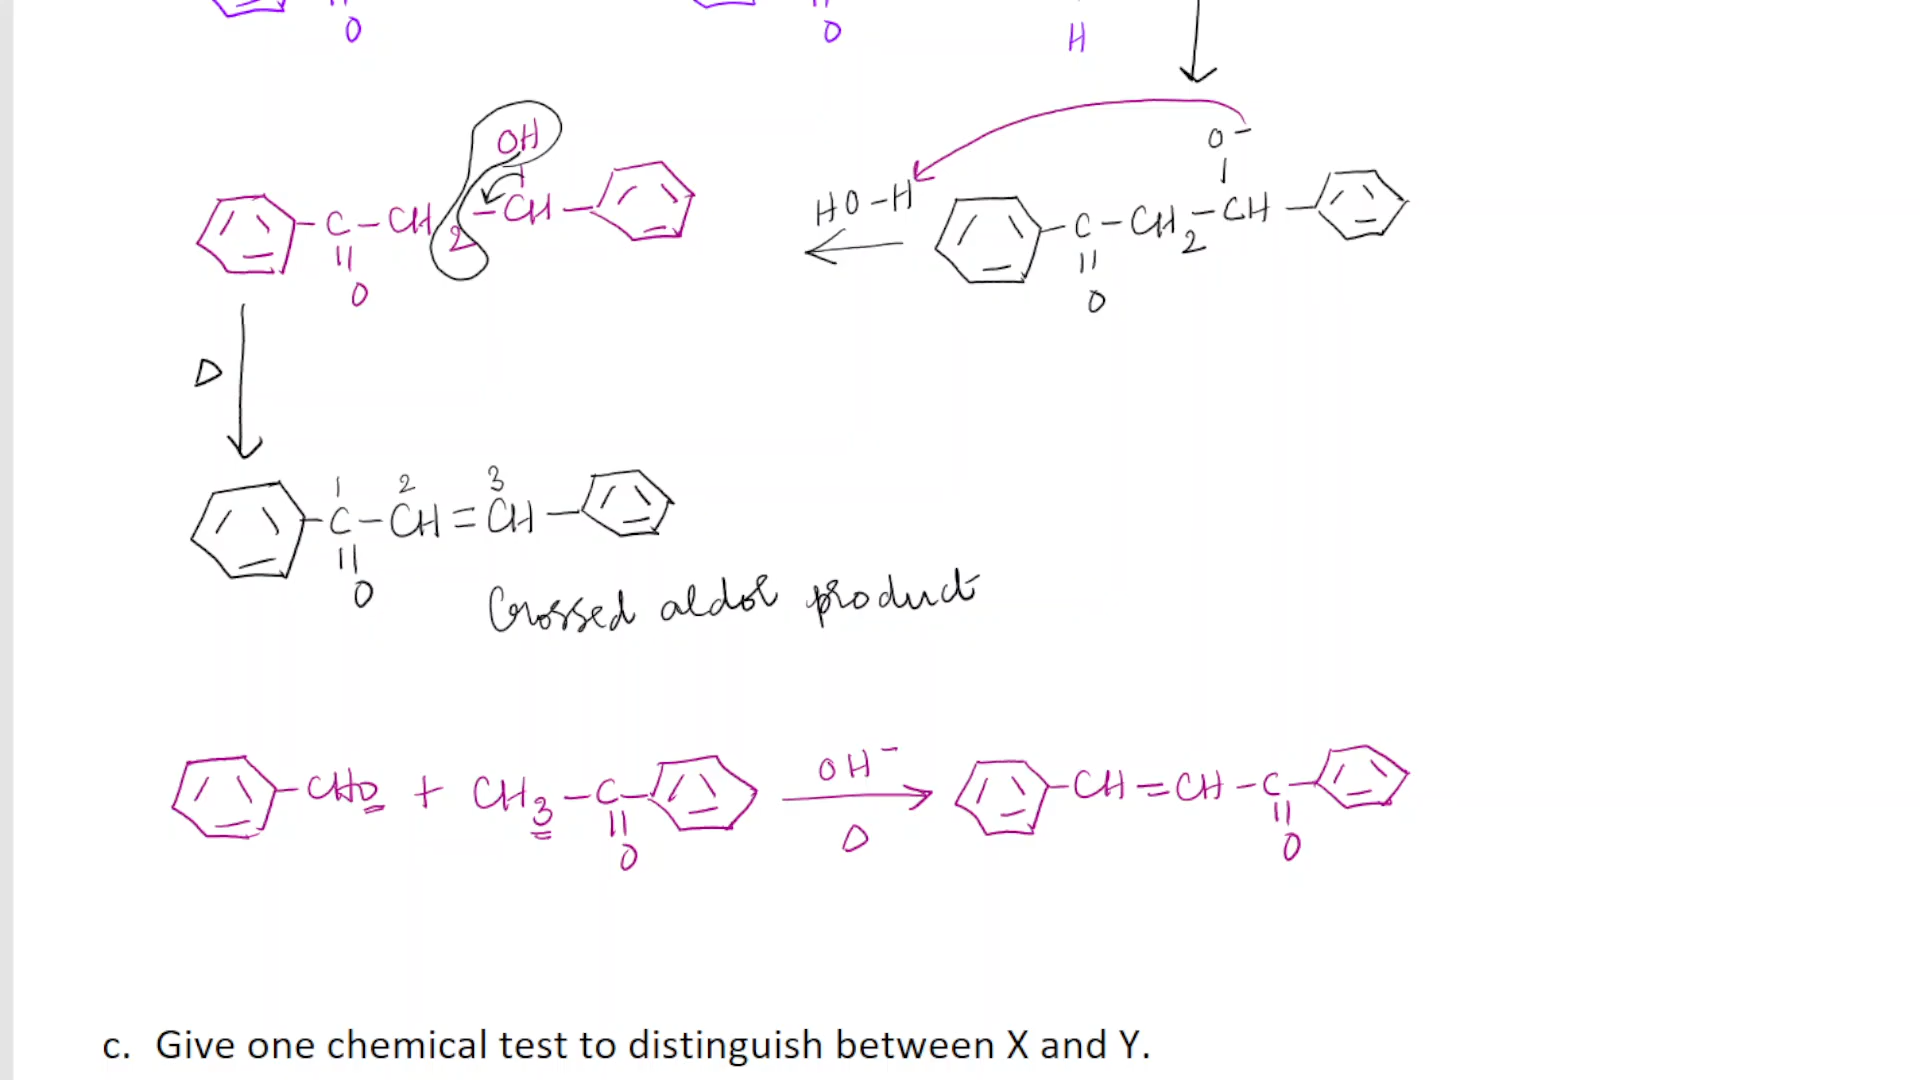 O O H
OH
C-CH2-CH
O
O-
HO-H
C-CH2-CH
O
Δ
1 2 3
C-CH=CH
O
Crossed aldol product
CHO + CH3-C
O
OH-
Δ
CH=CH-C
O
c. Give one chemical test to distinguish between X and Y.